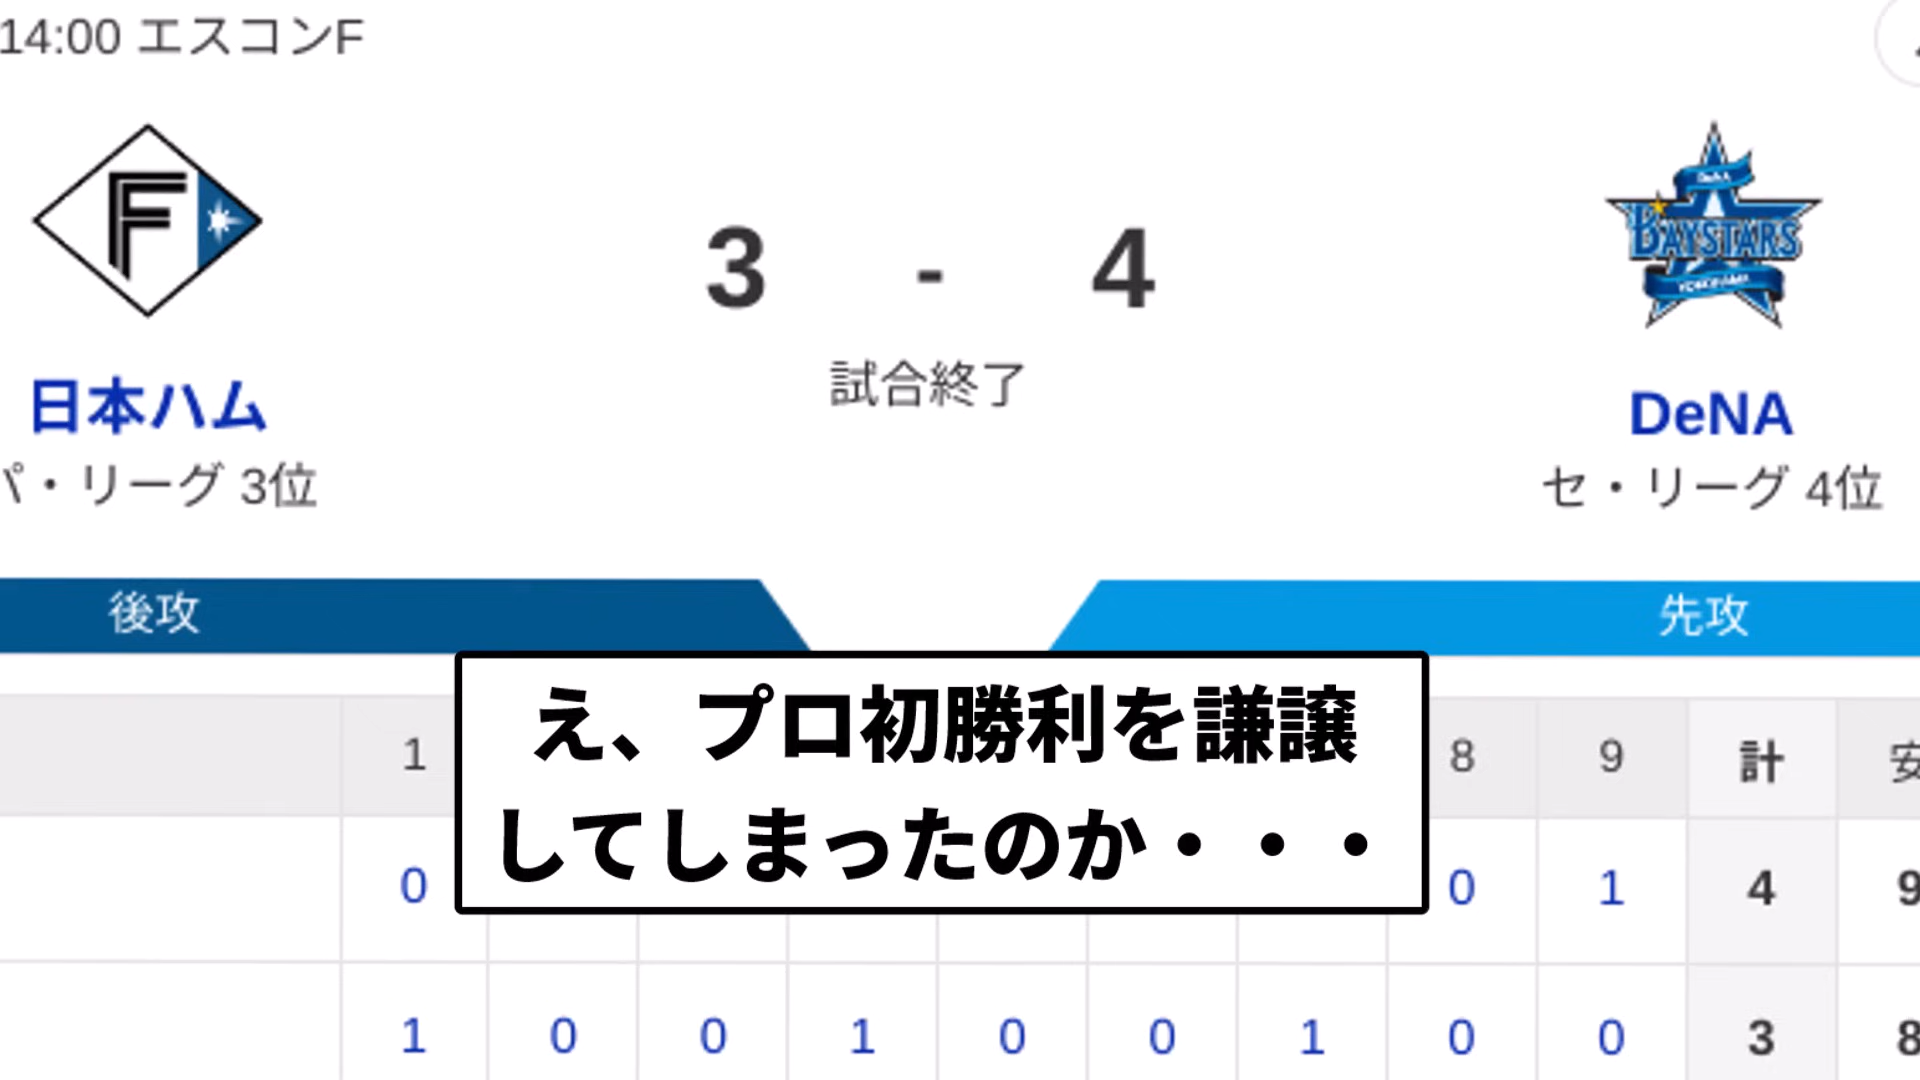 14:00 エスコンF
F
DeNA
BAYSTARS
YOKOHAMA
3 - 4
試合終了
日本ハム
DeNA
パ・リーグ 3位
セ・リーグ 4位
後攻
先攻
え、プロ初勝利を謙譲
してしまったのか・・・
1 8 9 計 安
0 0 1 4 9
1 0 0 1 0 0 1 0 0 3 8